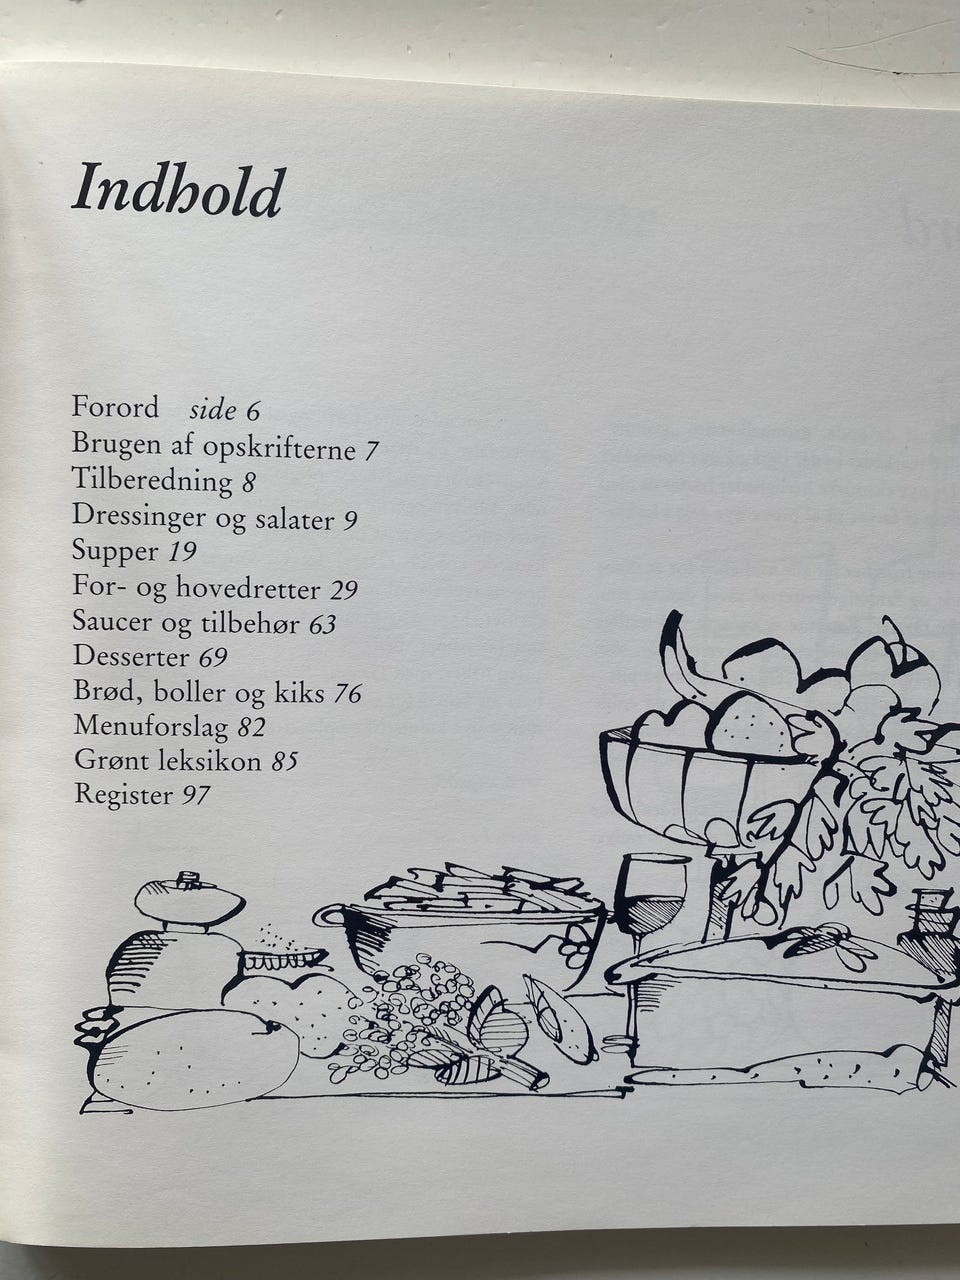 Indhold
Forord side 6
Brugen af opskrifterne 7
Tilberedning 8
Dressinger og salater 9
Supper 19
For- og hovedretter 29
Saucer og tilbehør 63
Desserter 69
Brød, boller og kiks 76
Menuforslag 82
Grønt leksikon 85
Register 97